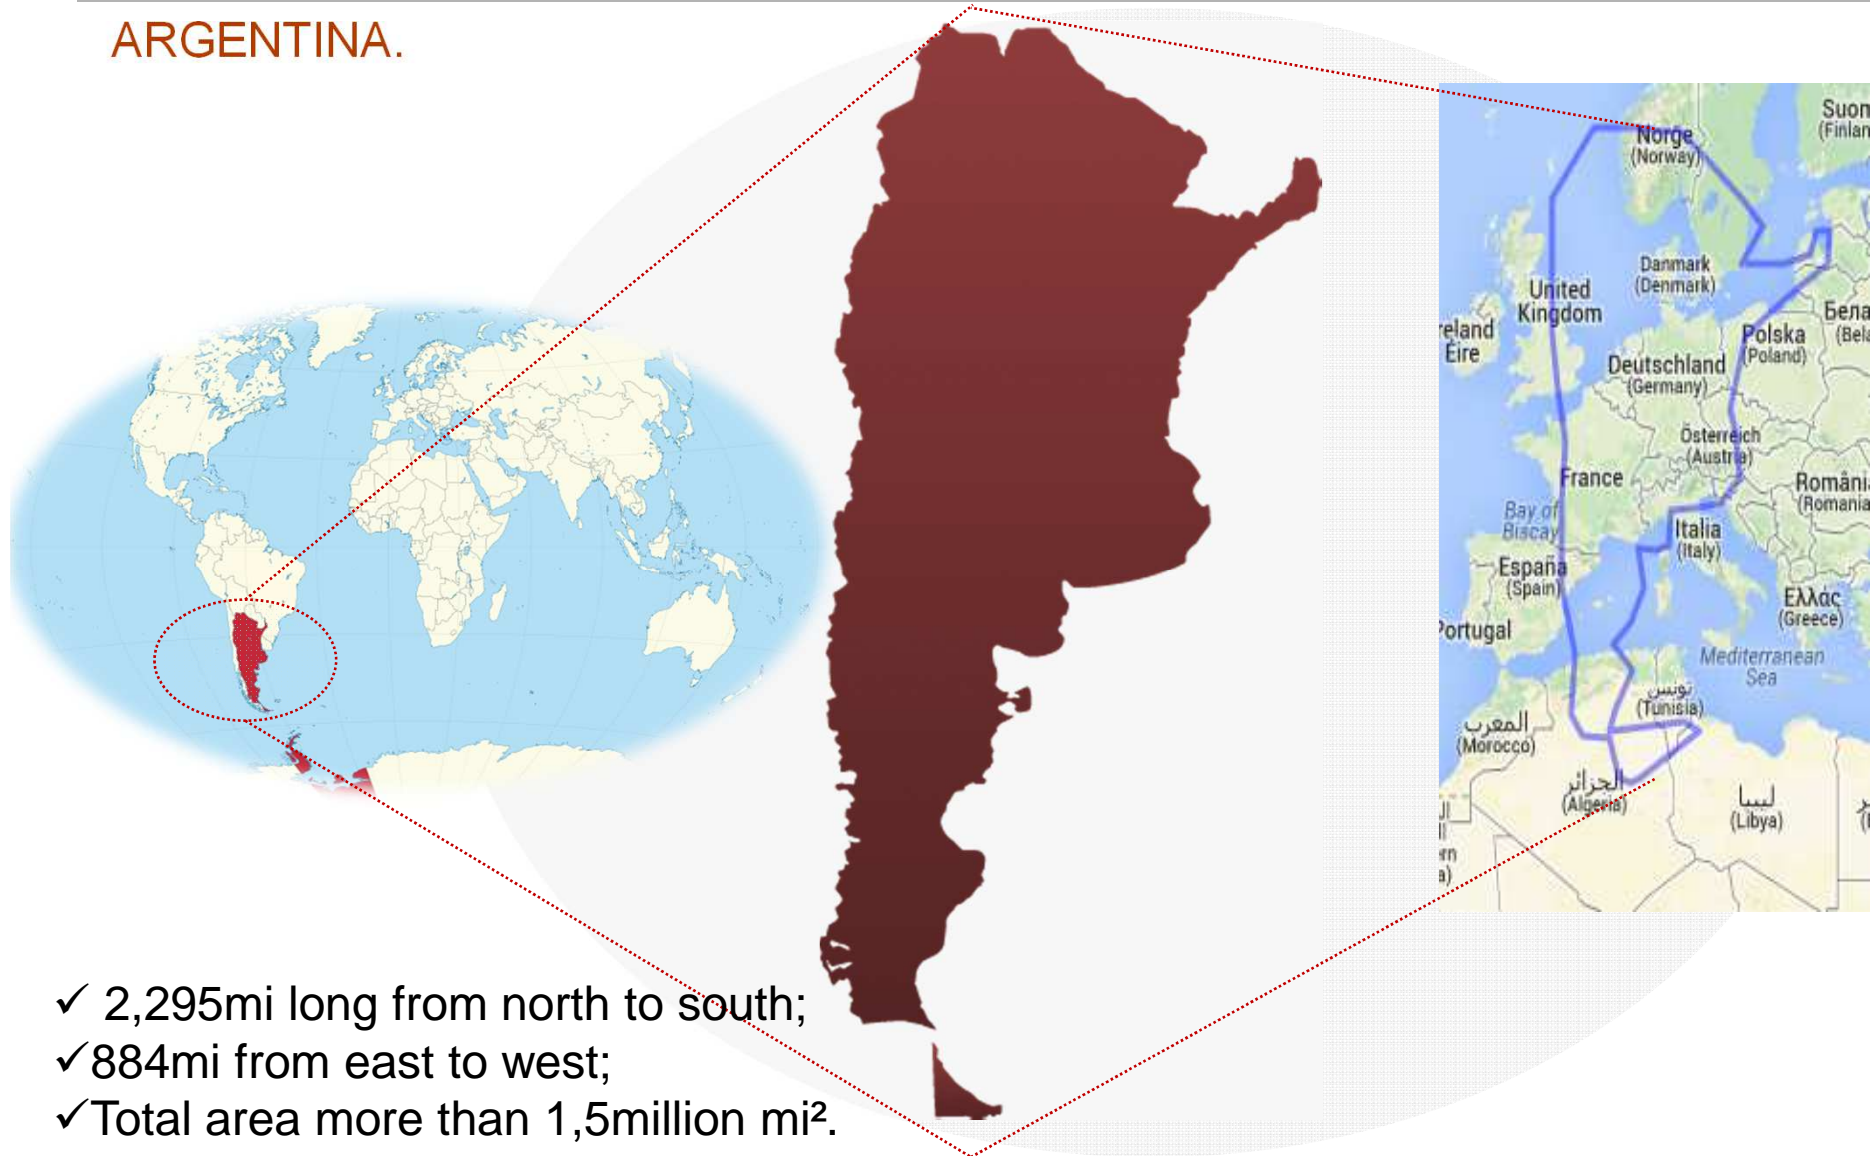 ARGENTINA.
Suom
(Finlan
Norge
(Norway)
Danmark
(Denmark)
United
Kingdom
reland
Éire
Polska
(Poland)
Бела
(Bela
Deutschland
(Germany)
Österreich
(Austria)
France
România
(Romania
Bay of
Biscay
Italia
(Italy)
España
(Spain)
Ελλάς
(Greece)
Portugal
Mediterranean
Sea
تونس
(Tunisia)
المغرب
(Morocco)
الجزائر
(Algeria)
ليبيا
(Libya)
✓ 2,295mi long from north to south;
✓884mi from east to west;
✓Total area more than 1,5million mi².